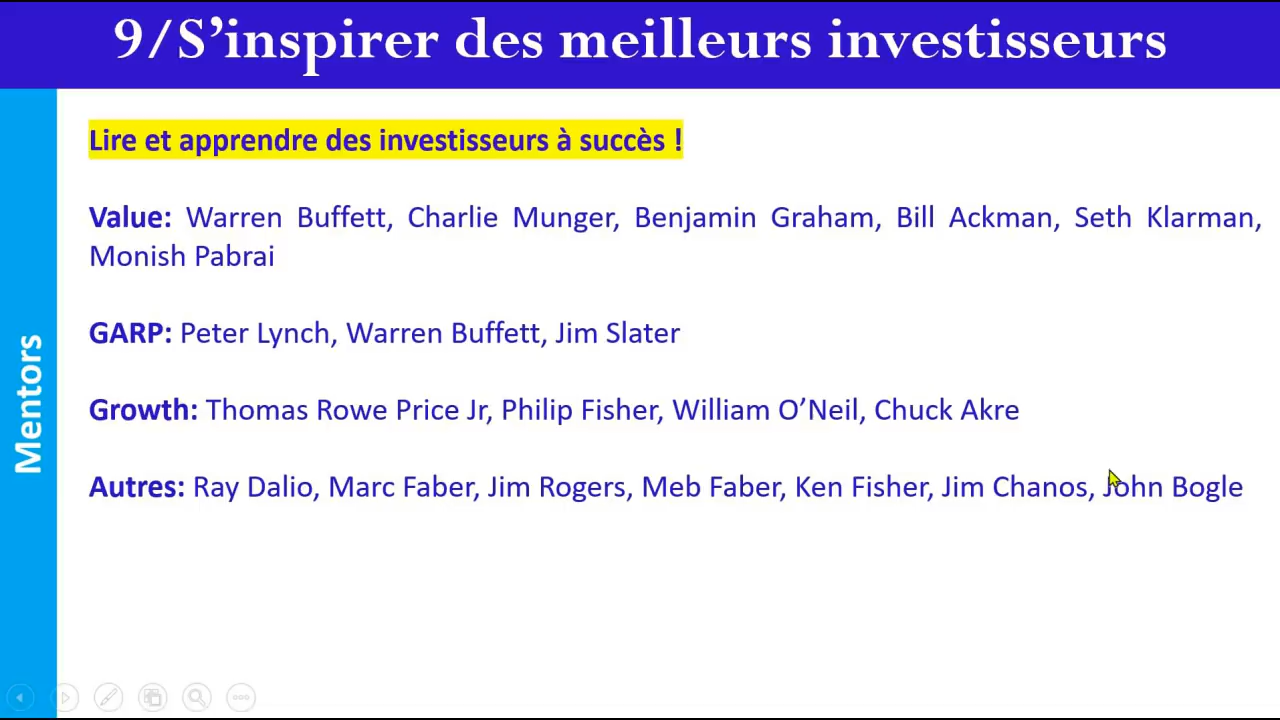 9/S’inspirer des meilleurs investisseurs
Lire et apprendre des investisseurs à succès !
Value: Warren Buffett, Charlie Munger, Benjamin Graham, Bill Ackman, Seth Klarman,
Monish Pabrai
GARP: Peter Lynch, Warren Buffett, Jim Slater
Growth: Thomas Rowe Price Jr, Philip Fisher, William O’Neil, Chuck Akre
Autres: Ray Dalio, Marc Faber, Jim Rogers, Meb Faber, Ken Fisher, Jim Chanos, John Bogle
Mentors